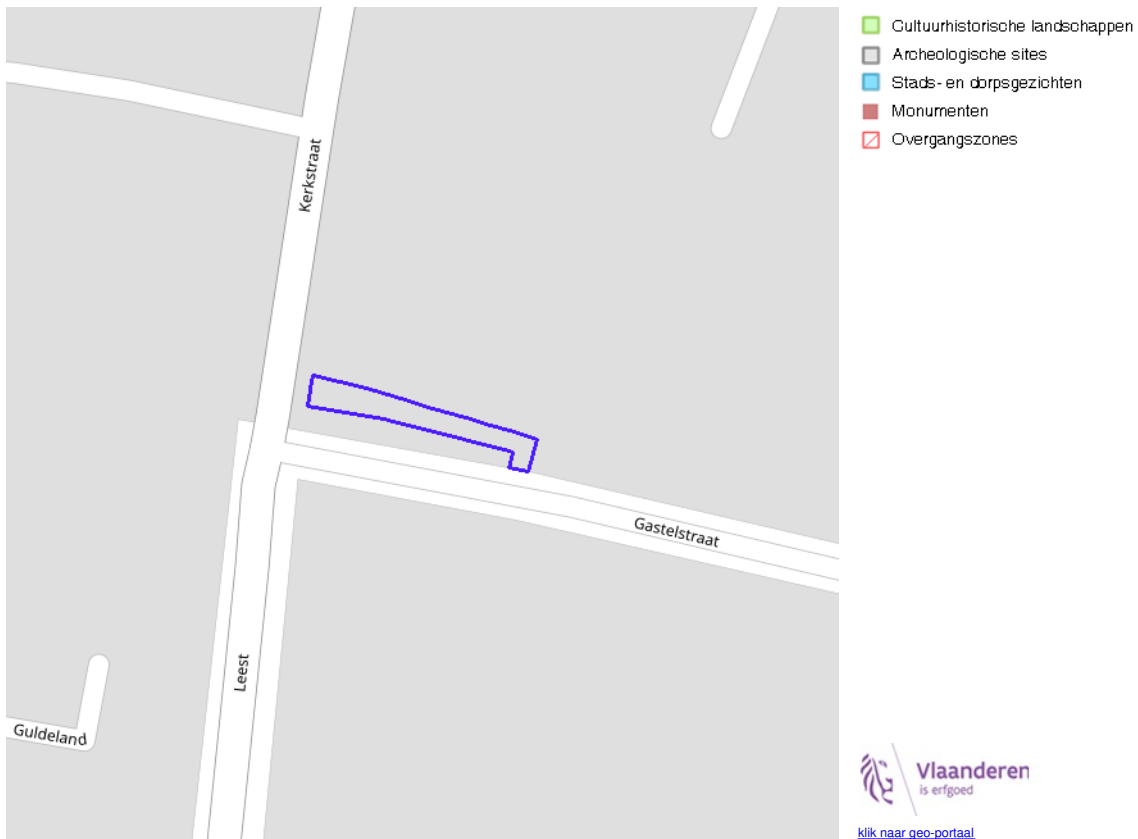 Kerkstraat
Gastelstraat
Leest
Guldeland
Cultuurhistorische landschappen
Archeologische sites
Stads- en dorpsgezichten
Monumenten
Overgangszones
Vlaanderen
is erfgoed
klik naar geo-portaal